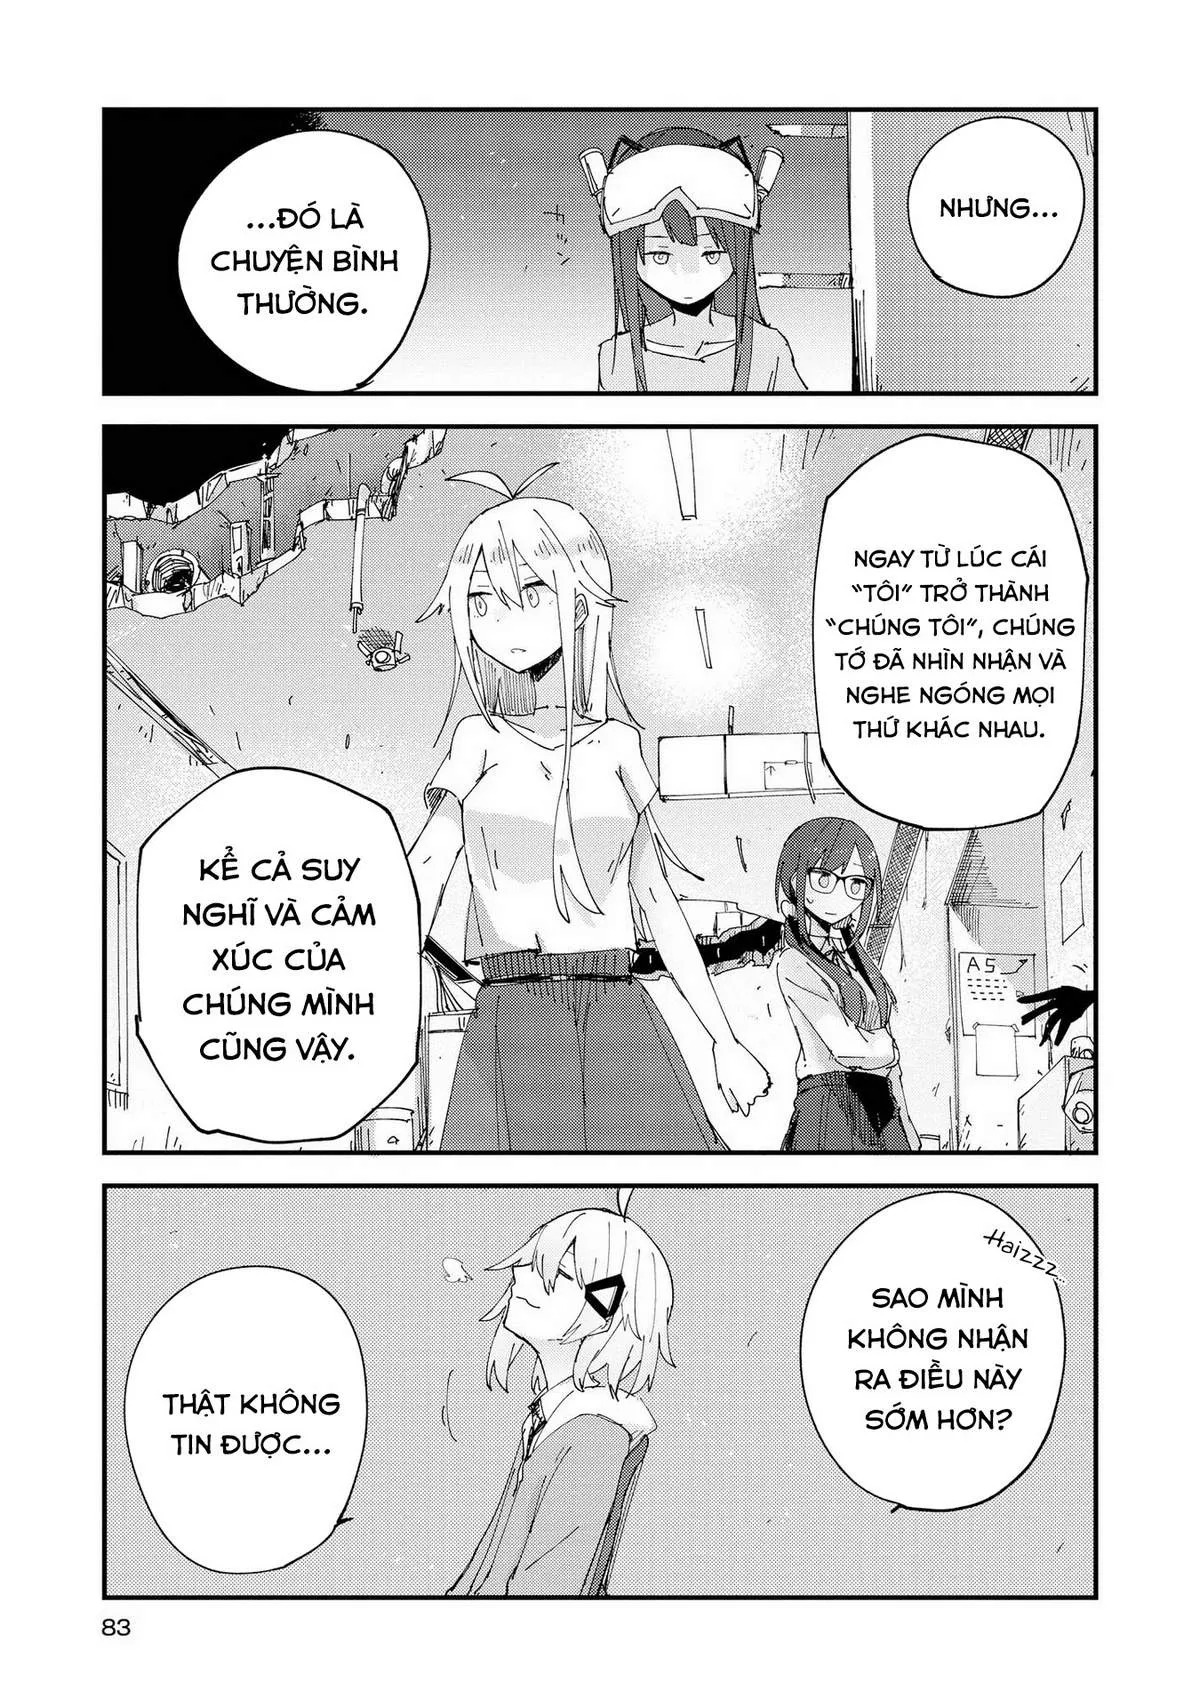 NHƯNG...
...ĐÓ LÀ
CHUYỆN BÌNH
THƯỜNG.
NGAY TỪ LÚC CÁI
"TÔI" TRỞ THÀNH
"CHÚNG TÔI", CHÚNG
TỚ ĐÃ NHÌN NHẬN VÀ
NGHE NGÓNG MỌI
THỨ KHÁC NHAU.
KỂ CẢ SUY
NGHĨ VÀ CẢM
XÚC CỦA
CHÚNG MÌNH
CŨNG VẬY.
A5
Haizzz...
SAO MÌNH
KHÔNG NHẬN
RA ĐIỀU NÀY
SỚM HƠN?
THẬT KHÔNG
TIN ĐƯỢC...
83